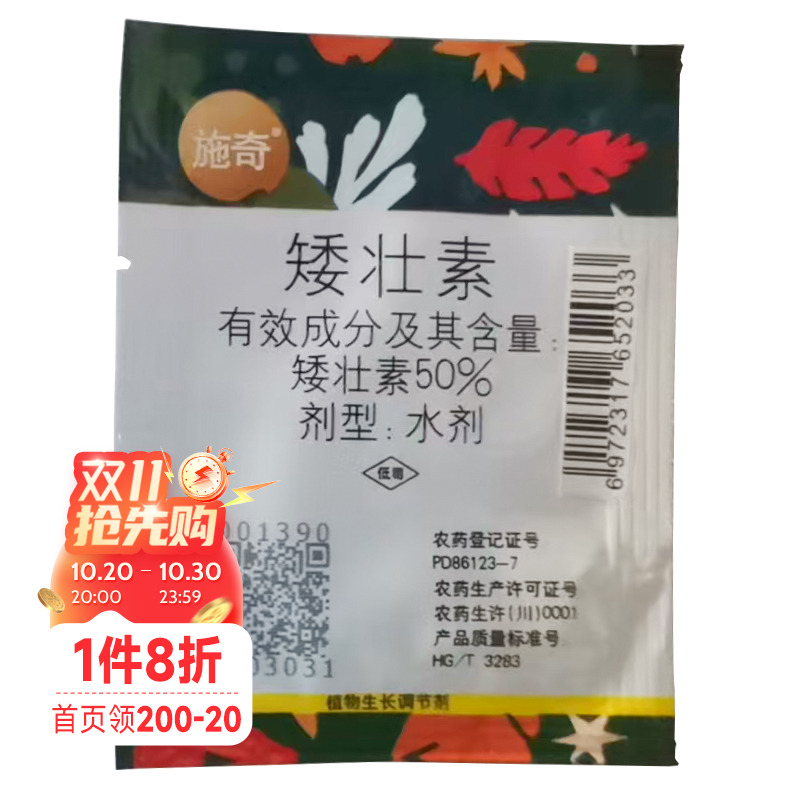 施奇®
矮壮素
有效成分及其含量：
矮壮素50%
剂型：水剂
低毒
6972317652033
001390
03031
农药登记证号
PD86123-7
农药生产许可证号
农药生许(川)0001
产品质量标准号
HG/T 3283
植物生长调节剂
双11
抢先购
10.20 - 10.30
20:00 23:59
1件8折
首页领200-20